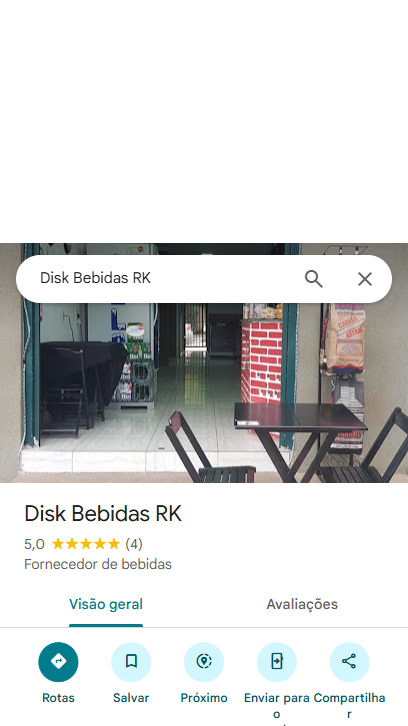 Disk Bebidas RK
Disk Bebidas RK
5,0 (4)
Fornecedor de bebidas
Visão geral
Avaliações
Rotas
Salvar
Próximo
Enviar para o
Compartilhar